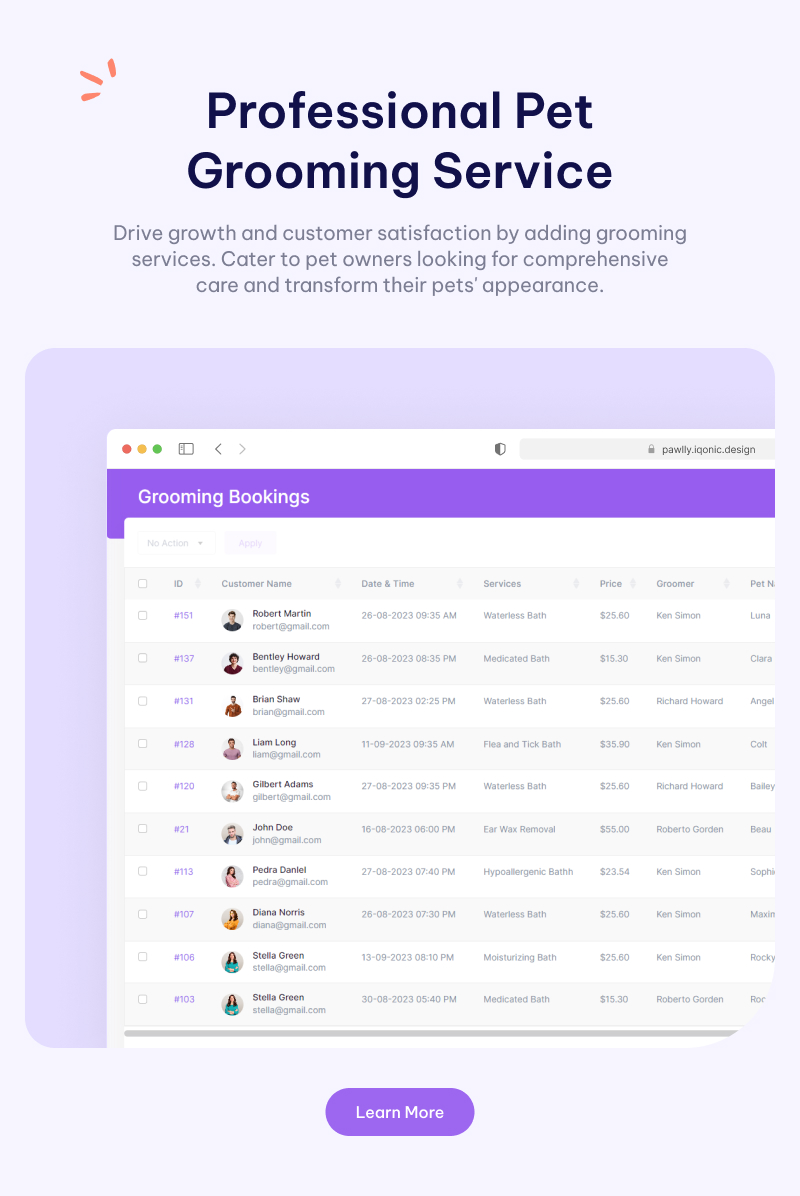 Professional Pet
Grooming Service
Drive growth and customer satisfaction by adding grooming
services. Cater to pet owners looking for comprehensive
care and transform their pets' appearance.
pawlly.iqonic.design
Grooming Bookings
No Action Apply
ID Customer Name Date & Time Services Price Groomer Pet
#151 Robert Martin 26-08-2023 09:35 AM Waterless Bath $25.60 Ken Simon Luna
robert@gmail.com
#137 Bentley Howard 26-08-2023 08:35 PM Medicated Bath $15.30 Ken Simon Clara
bentley@gmail.com
#131 Brian Shaw 27-08-2023 02:25 PM Waterless Bath $25.60 Richard Howard Angel
brian@gmail.com
#128 Liam Long 11-09-2023 09:35 AM Flea and Tick Bath $35.90 Ken Simon Colt
liam@gmail.com
#120 Gilbert Adams 27-08-2023 09:35 PM Waterless Bath $25.60 Richard Howard Bailey
gilbert@gmail.com
#21 John Doe 16-08-2023 06:00 PM Ear Wax Removal $55.00 Roberto Gorden Beau
john@gmail.com
#113 Pedra Danlel 27-08-2023 07:40 PM Hypoallergenic Bathh $23.54 Ken Simon Sophi
pedra@gmail.com
#107 Diana Norris 26-08-2023 07:30 PM Waterless Bath $25.60 Ken Simon Maxim
diana@gmail.com
#106 Stella Green 13-09-2023 08:10 PM Moisturizing Bath $25.60 Ken Simon Rocky
stella@gmail.com
#103 Stella Green 30-08-2023 05:40 PM Medicated Bath $15.30 Roberto Gorden
stella@gmail.com
Learn More